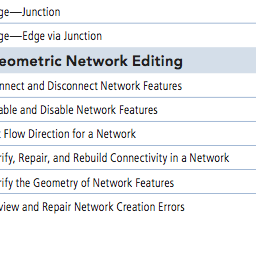 ge—Junction
ge—Edge via Junction
eometric Network Editing
nnect and Disconnect Network Features
able and Disable Network Features
Flow Direction for a Network
rify, Repair, and Rebuild Connectivity in a Network
rify the Geometry of Network Features
view and Repair Network Creation Errors